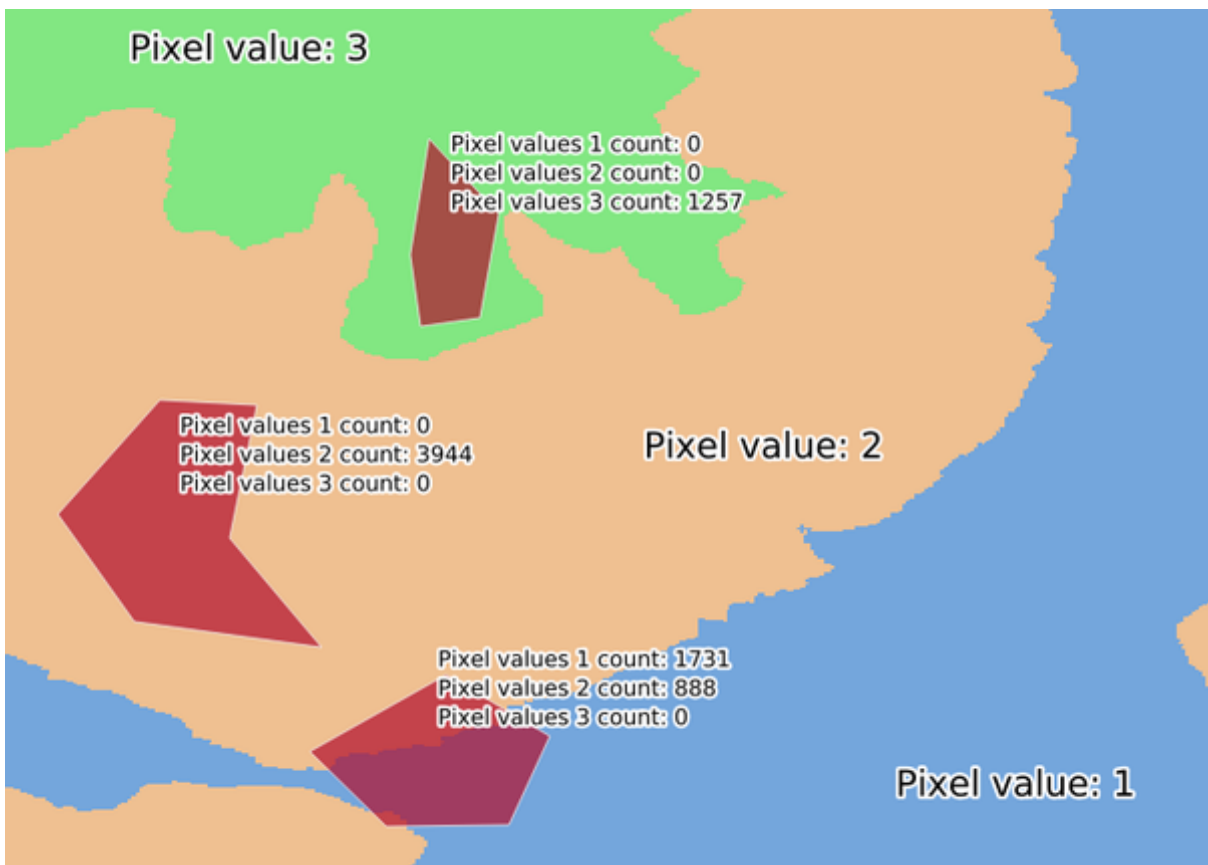 Pixel value: 3
Pixel values 1 count: 0
Pixel values 2 count: 0
Pixel values 3 count: 1257
Pixel values 1 count: 0
Pixel values 2 count: 3944
Pixel values 3 count: 0
Pixel value: 2
Pixel values 1 count: 1731
Pixel values 2 count: 888
Pixel values 3 count: 0
Pixel value: 1